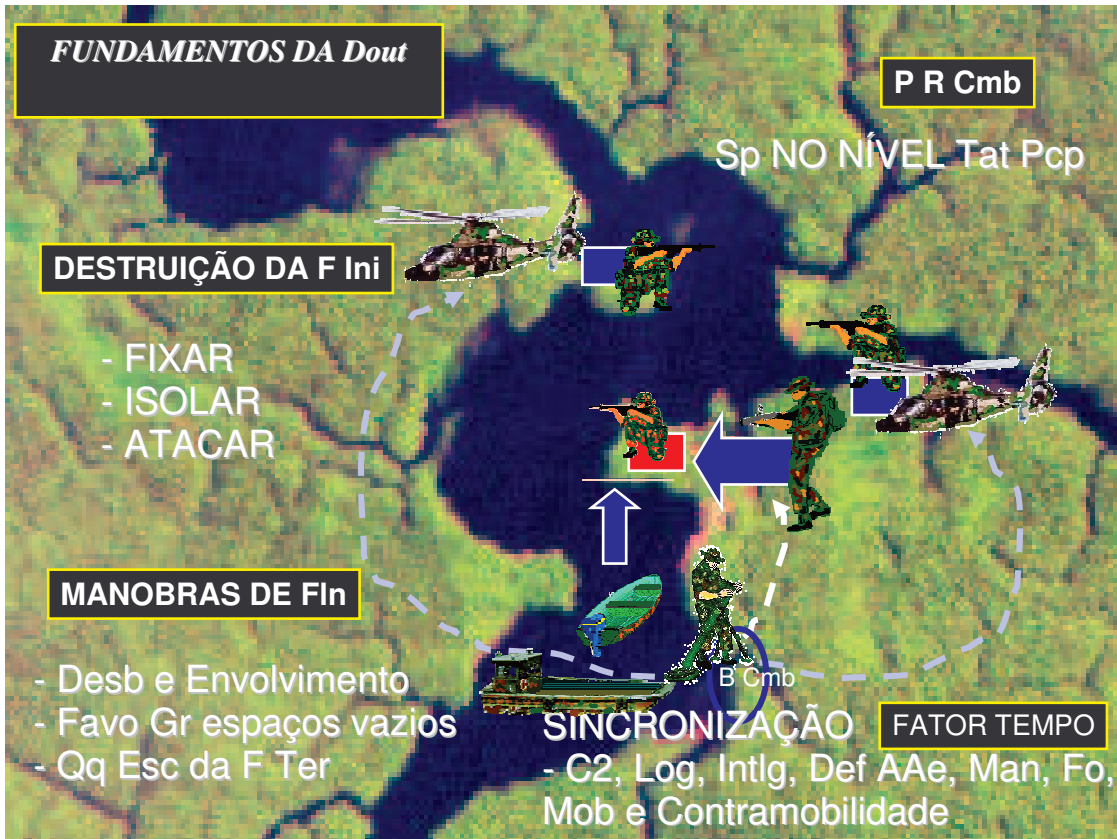 FUNDAMENTOS DA Dout
P R Cmb
Sp NO NÍVEL Tat Pcp
DESTRUIÇÃO DA F Ini
- FIXAR
- ISOLAR
- ATACAR
MANOBRAS DE FIn
- Desb e Envolvimento
- Favo Gr espaços vazios
- Qq Esc da F Ter
B Cmb
SINCRONIZAÇÃO
FATOR TEMPO
- C2, Log, Intlg, Def AAe, Man, Fo,
Mob e Contramobilidade